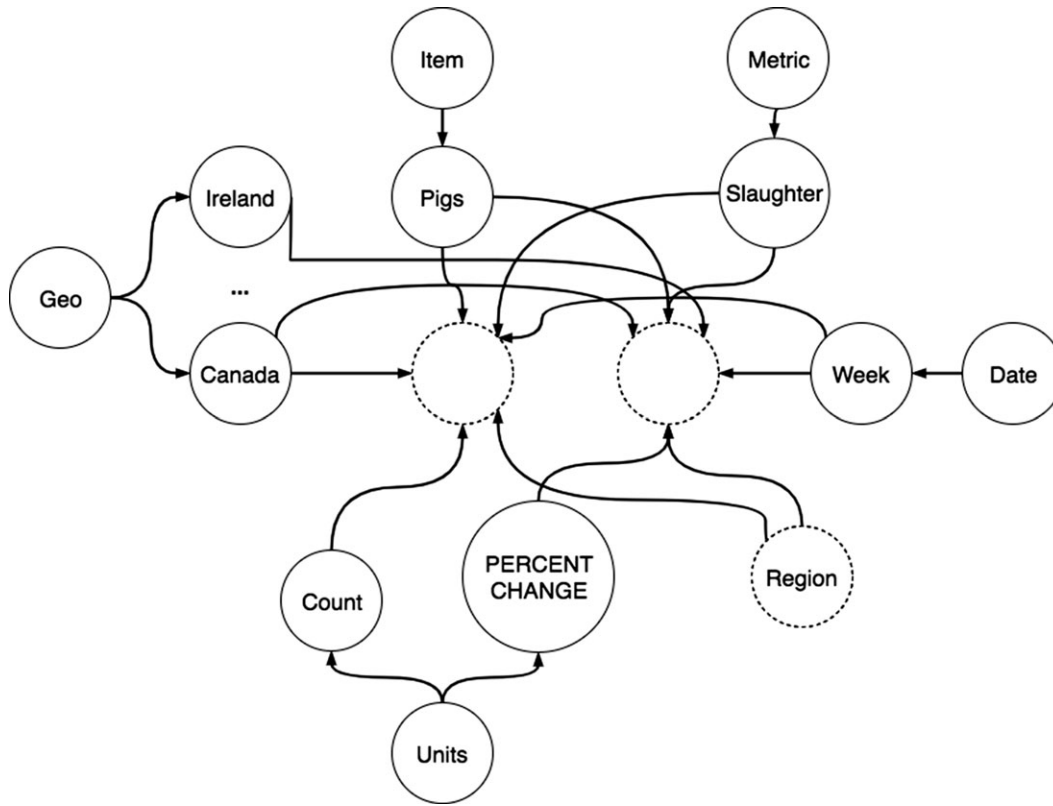 Item
Metric
Ireland
Pigs
Slaughter
Geo
...
Canada
Week
Date
PERCENT
CHANGE
Count
Region
Units